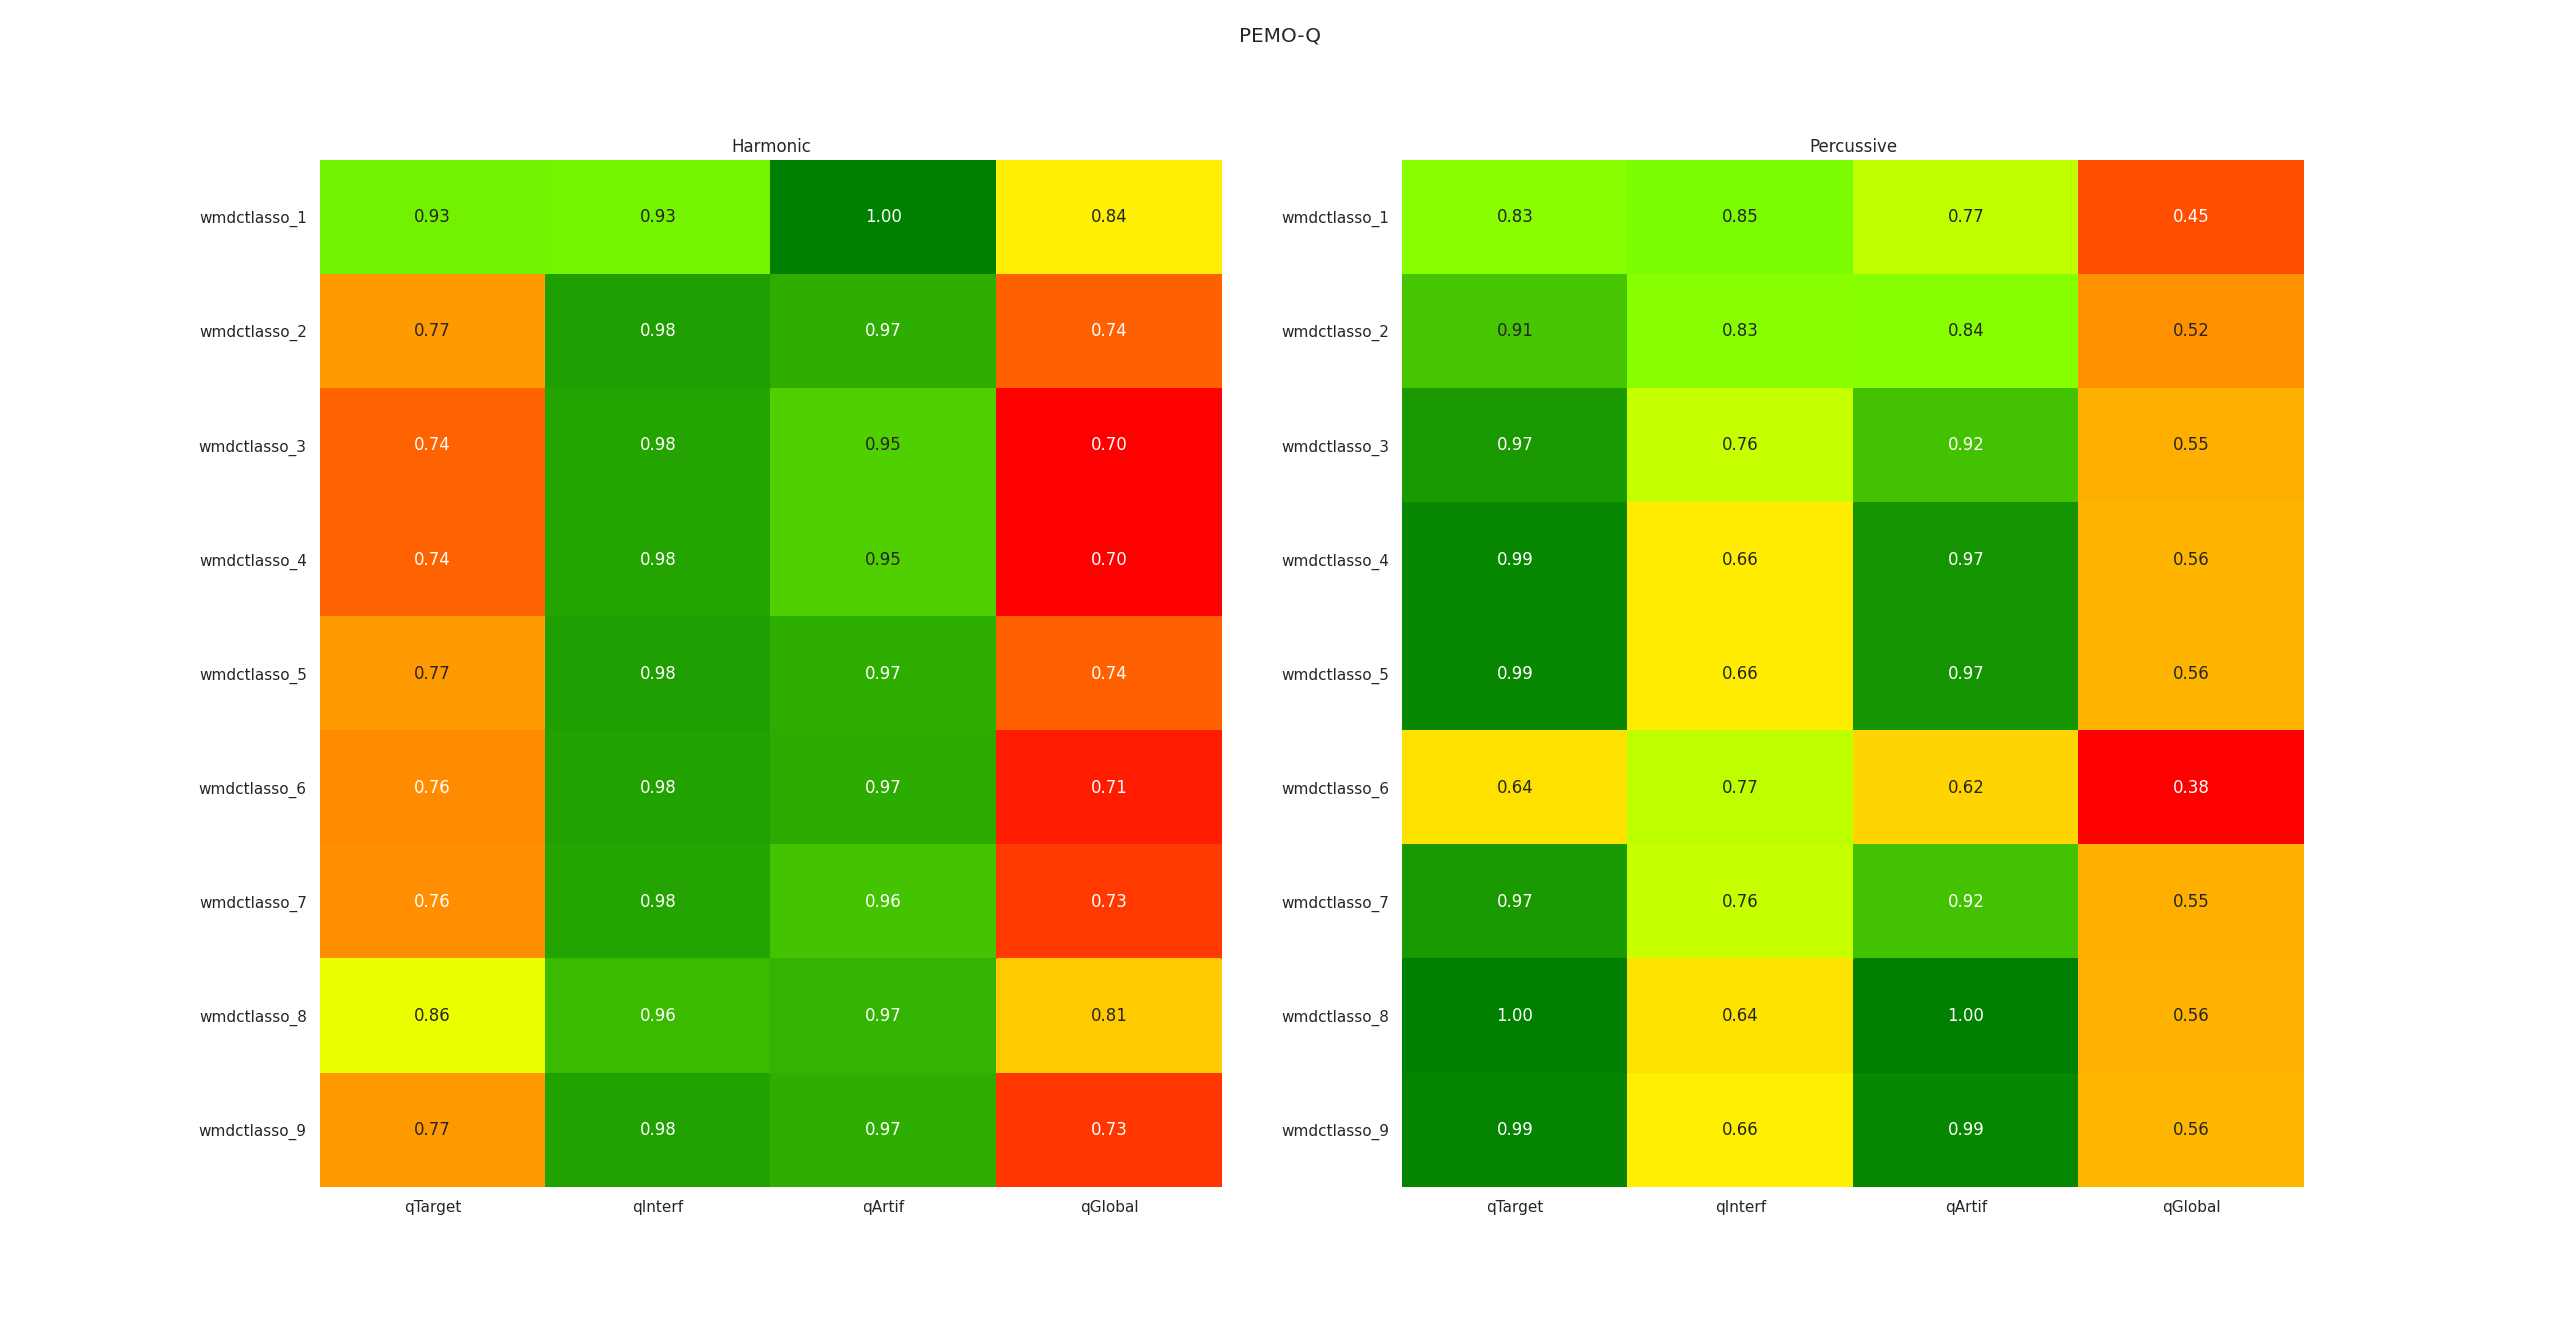 PEMO-Q
Harmonic
wmdctlasso_1 0.93 0.93 1.00 0.84
wmdctlasso_2 0.77 0.98 0.97 0.74
wmdctlasso_3 0.74 0.98 0.95 0.70
wmdctlasso_4 0.74 0.98 0.95 0.70
wmdctlasso_5 0.77 0.98 0.97 0.74
wmdctlasso_6 0.76 0.98 0.97 0.71
wmdctlasso_7 0.76 0.98 0.96 0.73
wmdctlasso_8 0.86 0.96 0.97 0.81
wmdctlasso_9 0.77 0.98 0.97 0.73
qTarget qInterf qArtif qGlobal
Percussive
wmdctlasso_1 0.83 0.85 0.77 0.45
wmdctlasso_2 0.91 0.83 0.84 0.52
wmdctlasso_3 0.97 0.76 0.92 0.55
wmdctlasso_4 0.99 0.66 0.97 0.56
wmdctlasso_5 0.99 0.66 0.97 0.56
wmdctlasso_6 0.64 0.77 0.62 0.38
wmdctlasso_7 0.97 0.76 0.92 0.55
wmdctlasso_8 1.00 0.64 1.00 0.56
wmdctlasso_9 0.99 0.66 0.99 0.56
qTarget qInterf qArtif qGlobal